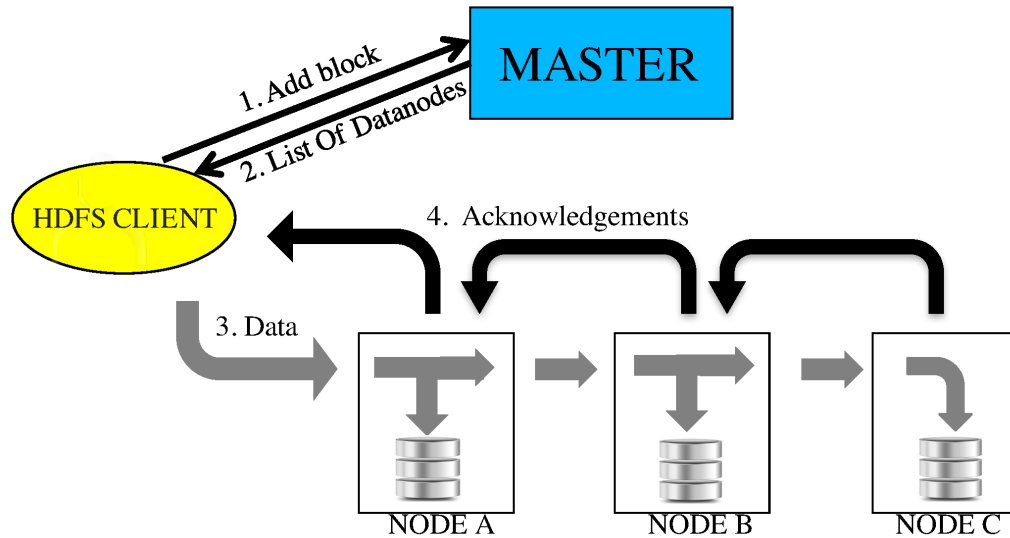 MASTER
1. Add block
2. List Of Datanodes
HDFS CLIENT
4. Acknowledgements
3. Data
NODE A
NODE B
NODE C